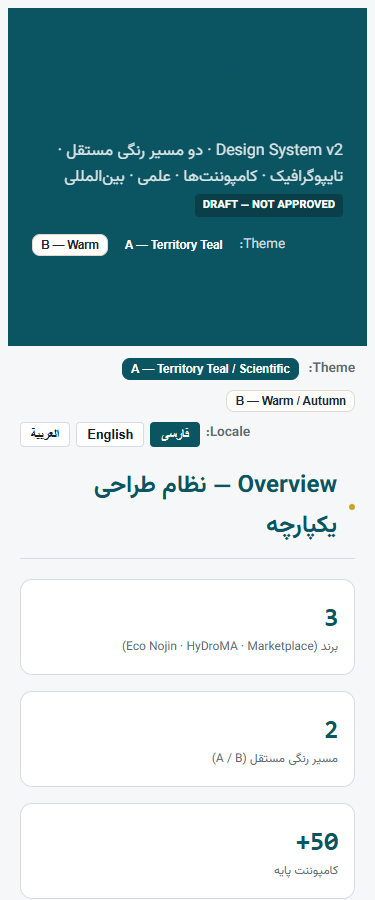 Design System v2 · دو مسیر رنگی مستقل ·
تایپوگرافیک · کامپوننت‌ها · علمی · بین‌المللی
DRAFT — NOT APPROVED
Theme:
A — Territory Teal
B — Warm
Theme:
A — Territory Teal / Scientific
B — Warm / Autumn
Locale:
فارسی
English
العربية
Overview — نظام طراحی
یکپارچه
3
برند (Eco Nojin · HyDroMA · Marketplace)
2
مسیر رنگی مستقل (A / B)
50+
کامپوننت پایه